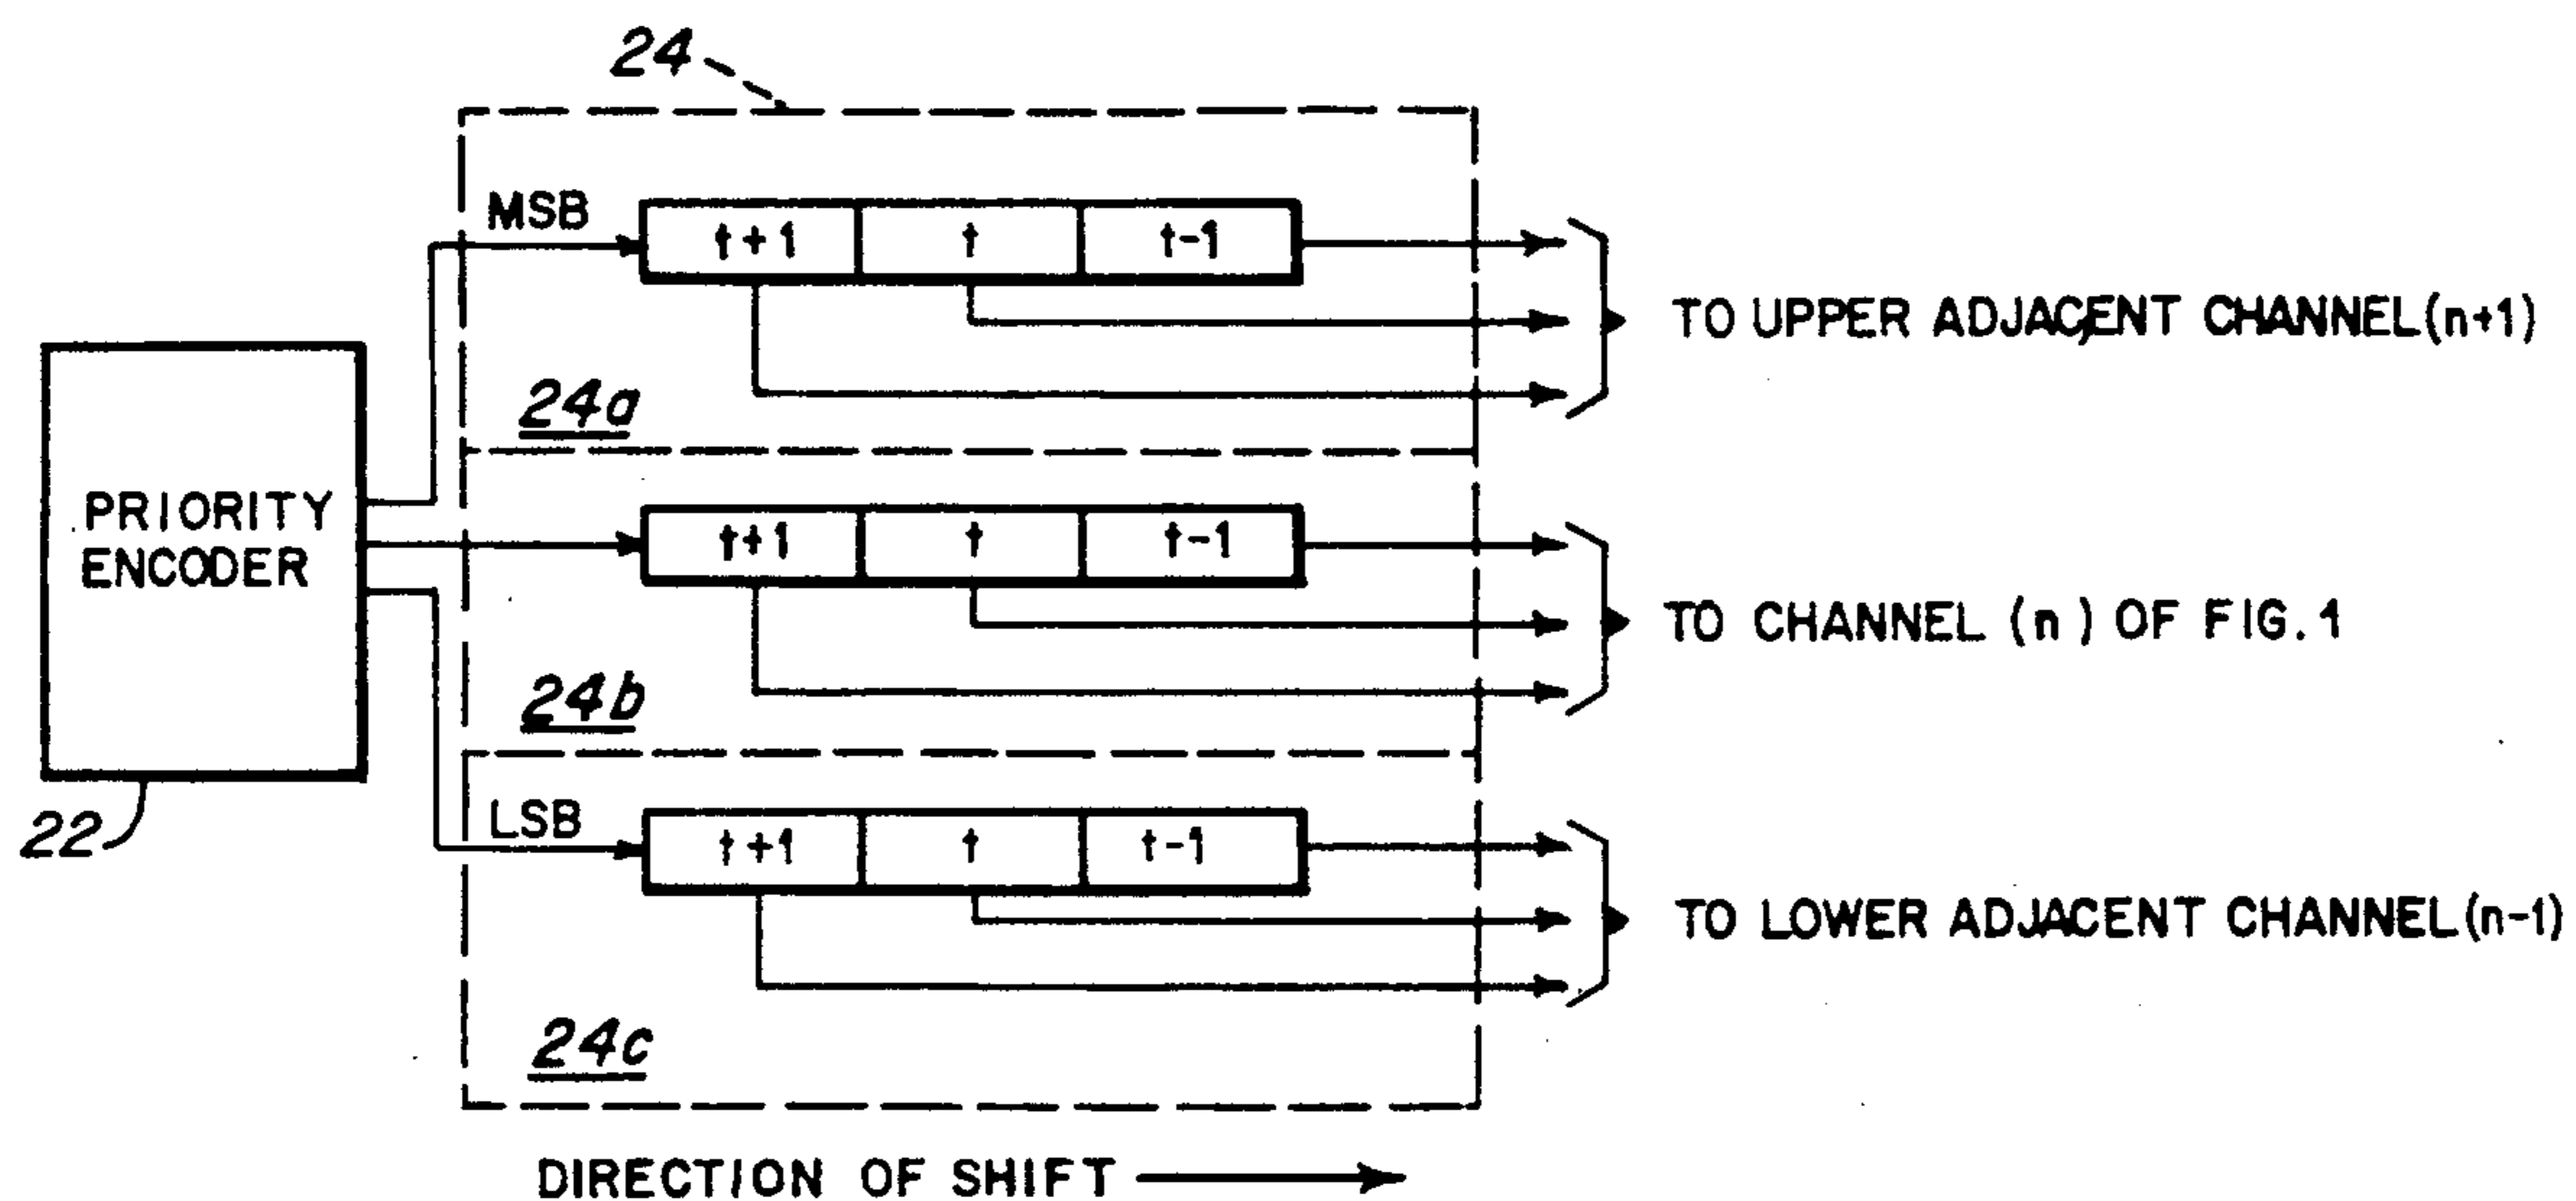 24
MSB
t+1 t t-1
TO UPPER ADJACENT CHANNEL(n+1)
24a
PRIORITY
ENCODER
t+1 t t-1
TO CHANNEL (n) OF FIG. 1
24b
22
LSB
t+1 t t-1
TO LOWER ADJACENT CHANNEL(n-1)
24c
DIRECTION OF SHIFT